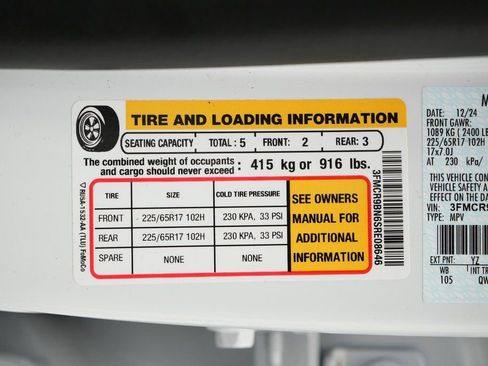 TIRE AND LOADING INFORMATION
SEATING CAPACITY TOTAL : 5 FRONT: 2 REAR: 3
The combined weight of occupants
and cargo should never exceed : 415 kg or 916 lbs.
TIRE SIZE COLD TIRE PRESSURE
FRONT 225/65R17 102H 230 KPA, 33 PSI
REAR 225/65R17 102H 230 KPA, 33 PSI
SPARE NONE NONE
SEE OWNERS
MANUAL FOR
ADDITIONAL
INFORMATION
DATE: 12/24
FRONT GAWR:
1089 KG ( 2400 LB
225/65R17 102H
17x7.0J
AT 230 kPa/
THIS VEHICLE CONF
VEHICLE SAFETY A
EFFECT ON THE DA
VIN: 3FMCR9
TYPE: MPV
EXT PNT: YZ
WB
105 QW